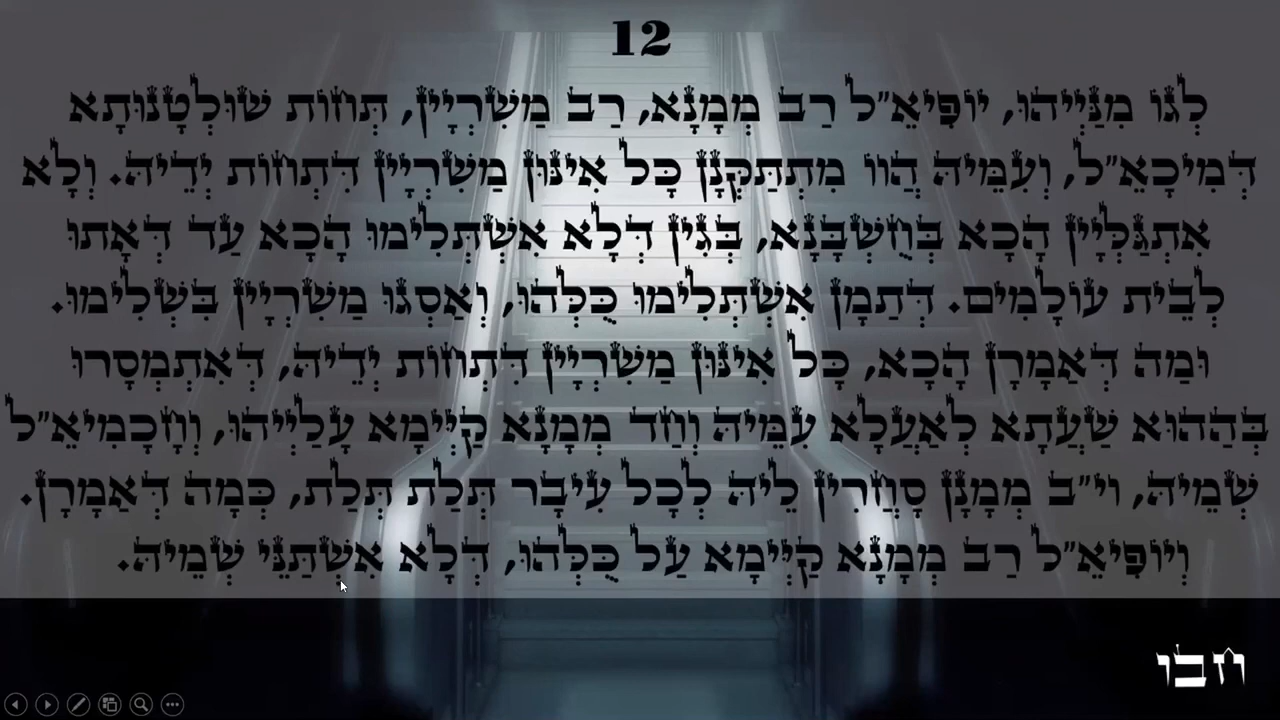 12
לְגוֹ מִנַּיְיהוּ, יוֹפִיאֵ״ל רַב מְמָנָא, רַב מַשִׁרְיָין, תְּחוֹת שׁוּלְטָנוּתָא
דְּמִיכָאֵ״ל, וְעִמֵּיהּ הֲווֹ מִתְתַּקְּנָן כָּל אִינּוּן מַשִׁרְיָין דִּתְחוֹת יְדֵיהּ. וְלָא
אִתְגַּלְיָין הָכָא בְּחֻשְׁבָּנָא, בְּגִין דְּלָא אִשְׁתְּלִימוּ הָכָא עַד דְּאָתוּ
לְבֵית עוֹלָמִים. דְּתַמָּן אִשְׁתְּלִימוּ כֻּלְּהוּ, וְאַסְגּוּ מַשִׁרְיָין בִּשְׁלִימוּ.
וּמַה דְּאַמָרָן הָכָא, כָּל אִינּוּן מַשִׁרְיָין דִּתְחוֹת יְדֵיהּ, דְּאִתְמְסָרוּ
בְּהַהוּא שַׁעֲתָא לְאַעֲלָא עִמֵּיהּ וְחַד מְמָנָא קַיְּימָא עָלַיְיהוּ, וְחָכָמִיאֵ״ל
שְׁמֵיהּ, וי״ב מְמָנָן סָחֲרִין לֵיהּ לְכָל עִיבָר תְּלַת תְּלַת, כְּמָה דְּאַמָרָן.
וְיוֹפִיאֵ״ל רַב מְמָנָא קַיְּימָא עַל כֻּלְּהוּ, דְּלָא אִשְׁתַּנֵּי שְׁמֵיהּ.